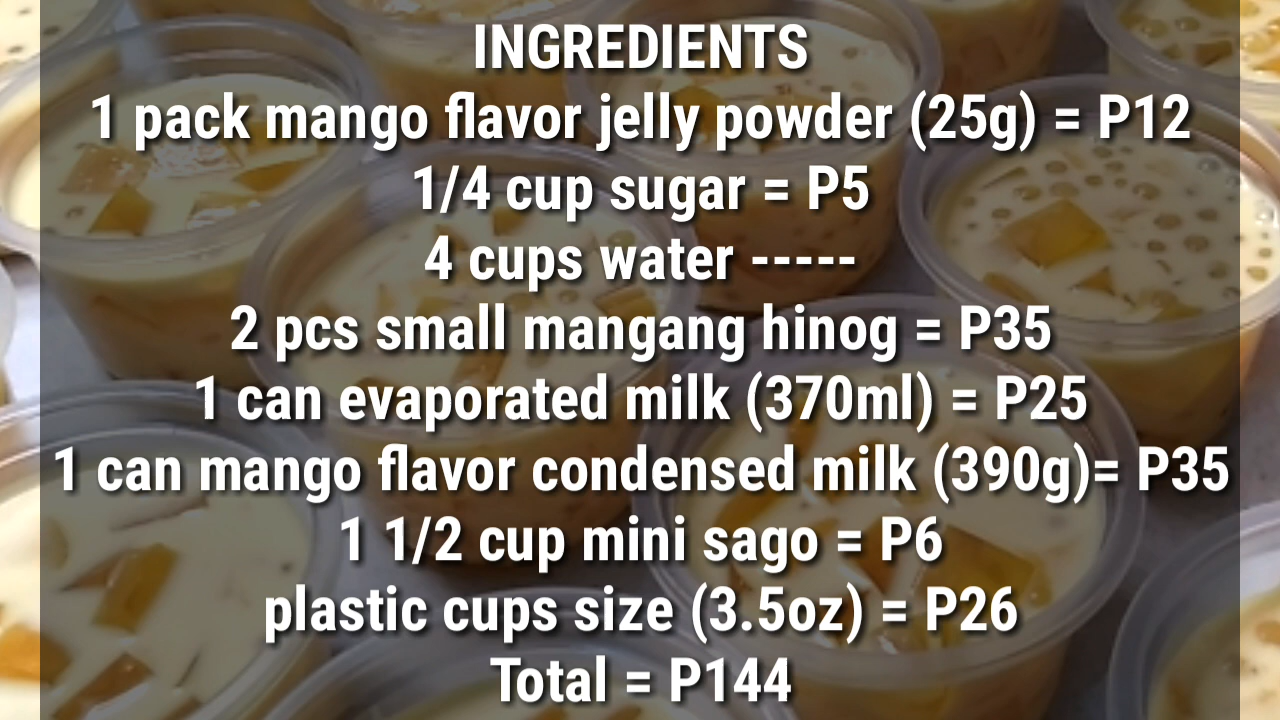 INGREDIENTS
1 pack mango flavor jelly powder (25g) = P12
1/4 cup sugar = P5
4 cups water -----
2 pcs small mangang hinog = P35
1 can evaporated milk (370ml) = P25
1 can mango flavor condensed milk (390g)= P35
1 1/2 cup mini sago = P6
plastic cups size (3.5oz) = P26
Total = P144